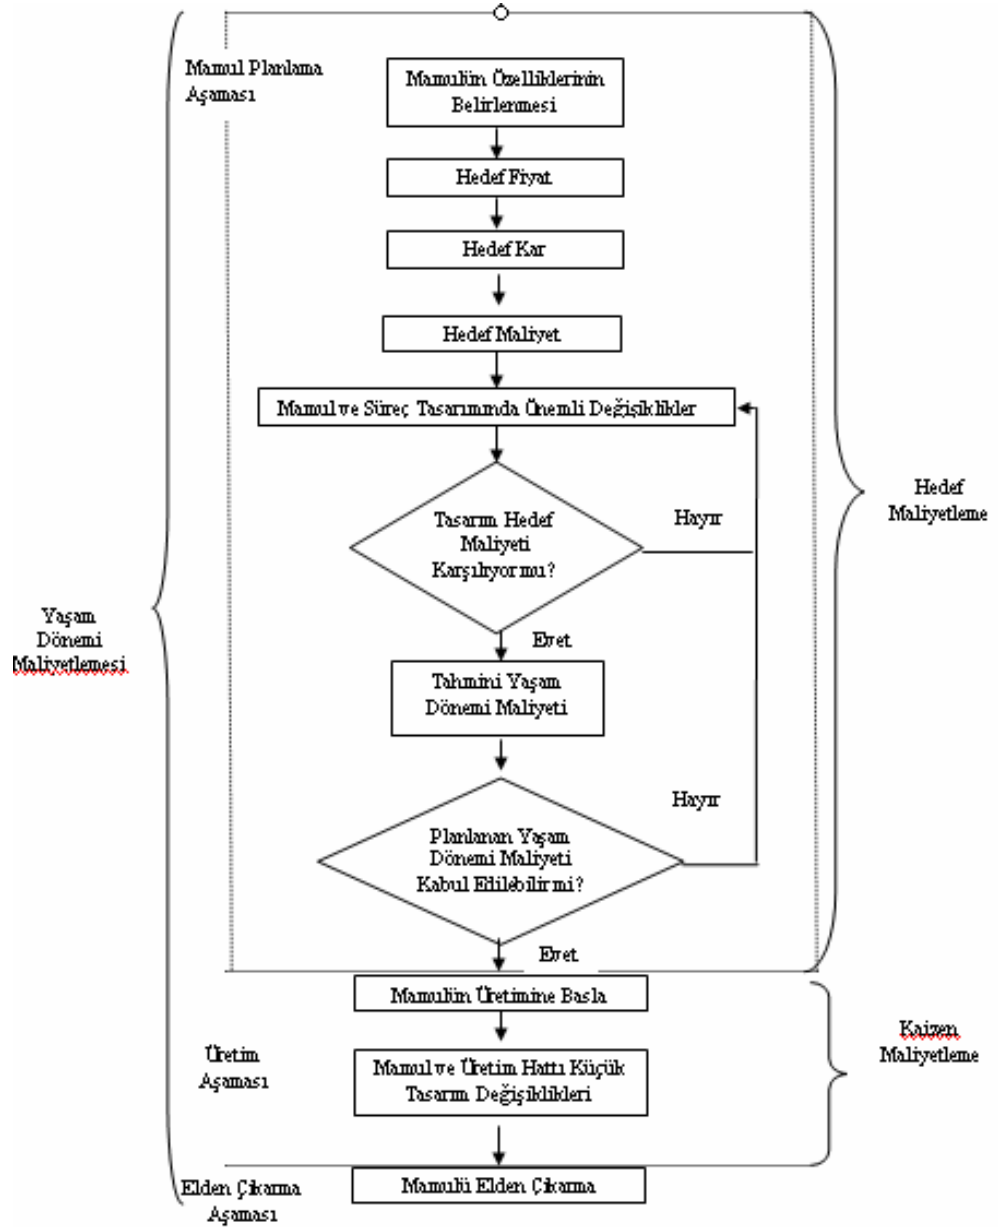 Mamul Planlama
Aşaması
Mamulün Özelliklerinin
Belirlenmesi
Hedef Fiyat
Hedef Kar
Hedef Maliyet
Mamul ve Süreç Tasarımında Önemli Değişiklikler
Tasarım Hedef
Maliyeti
Karşılıyor mu?
Hayır
Hedef
Maliyetleme
Evet
Yaşam
Dönemi
Maliyetlemesi
Tahmini Yaşam
Dönemi Maliyeti
Hayır
Planlanan Yaşam
Dönemi Maliyeti
Kabul Edilebilir mi?
Evet
Mamulün Üretimine Basla
Kaizen
Maliyetleme
Üretim
Aşaması
Mamul ve Üretim Hattı Küçük
Tasarım Değişiklikleri
Elden Çıkarma
Aşaması
Mamulü Elden Çıkarma